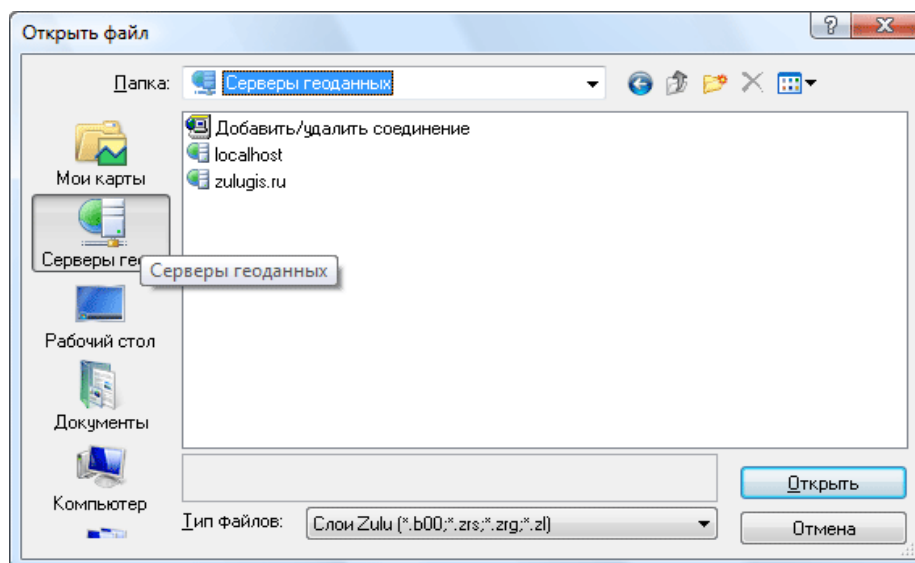 Открыть файл
Папка: Серверы геоданных
Добавить/удалить соединение
localhost
zulugis.ru
Мои карты
Серверы гео
Серверы геоданных
Рабочий стол
Документы
Компьютер
Тип файлов: Слои Zulu (*.b00;*.zrs;*.zrg;*.zl)
Открыть
Отмена